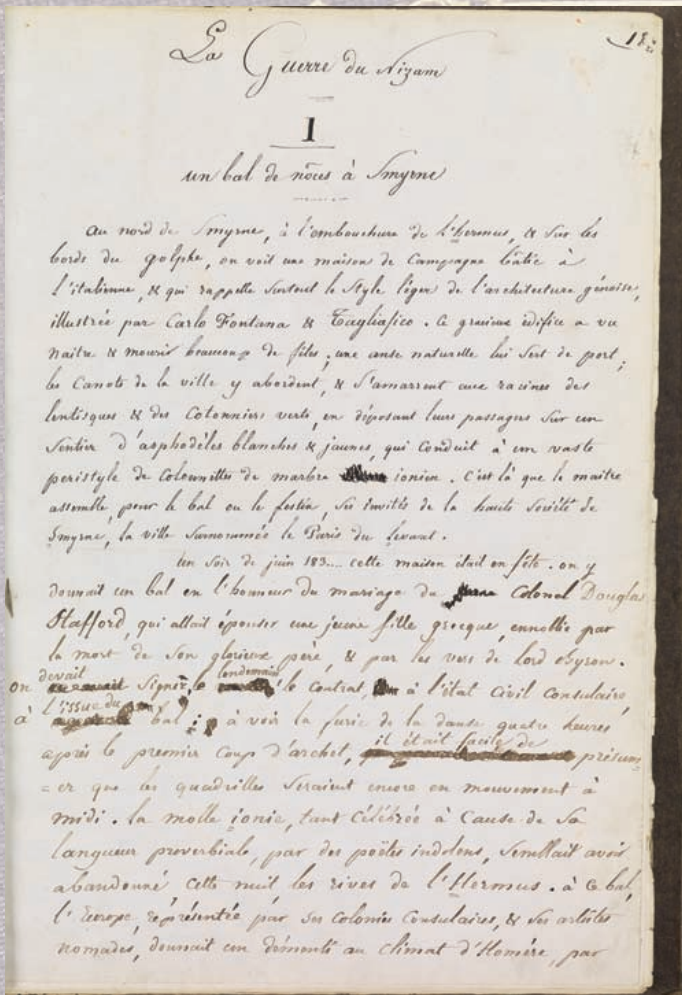 La Guerre du Nizam
1
un bal de nôces à Smyrne
au nord de Smyrne, à l'embouchure de l'hermus, & sur les
bords du golphe, on voit une maison de campagne bâtie à
l'italienne, & qui rappelle surtout le style léger de l'architecture génoise,
illustrée par Carlo Fontana & Tagliafico. Ce gracieux édifice a vu
naitre & mourir beaucoup de fêtes ; une anse naturelle lui sert de port ;
les canots de la ville y abordent, & s'amarrent aux racines des
lentisques & des cotonniers verts, en déposant leurs passagers sur un
sentier d'asphodèles blanches & jaunes, qui conduit à un vaste
peristyle de colonnettes de marbre ionien. c'est là que le maitre
assemble, pour le bal ou le festin, ses invités de la haute société de
Smyrne, la ville surnommée le Paris du levant.
un soir de juin 183.... cette maison était en fête. on y
donnait un bal en l'honneur du mariage du Colonel Douglas
Stafford, qui allait épouser une jeune fille grecque, ennoblie par
la mort de son glorieux père, & par les vers de lord Byron.
on devait signer, le lendemain le contrat à l'état civil consulaire,
à l'issue du bal ; à voir la furie de la danse quatre heures
après le premier coup d'archet, il était facile de présum=
=er que les quadrilles seraient encore en mouvement à
midi. la molle ionie, tant célébrée à cause de sa
langueur proverbiale, par des poëtes indolens, semblait avoir
abandonné cette nuit les rives de l'Hermus. à ce bal,
l'Europe, représentée par ses colonies consulaires, & ses artistes
nomades, donnait un démenti au climat d'Homère, par